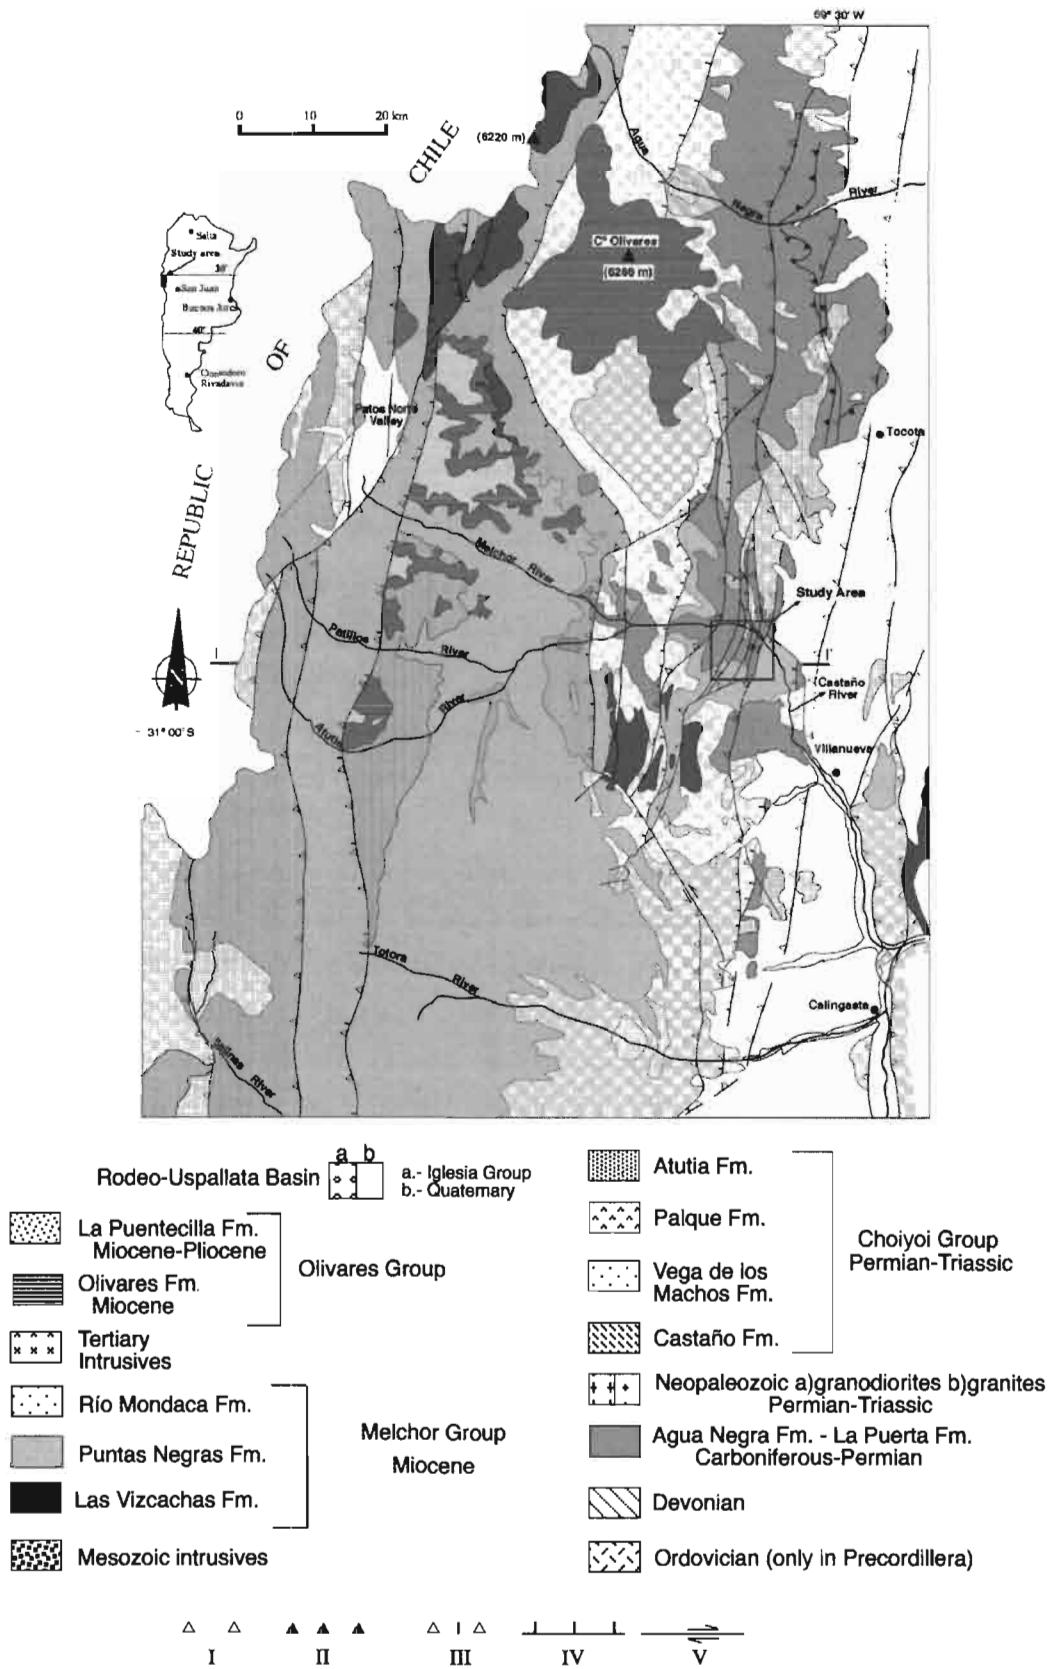 69° 30' W
0 10 20 km
(6220 m)
CHILE
OF
REPUBLIC
Agua
Negra
River
Salta
Study area
30°
San Juan
Buenos Aires
40°
Comodoro
Rivadavia
C° Olivares
(6266 m)
Patos Norte
Valley
Tocota
Melchor River
Study Area
Patillos
River
I
I'
Castaño
River
31° 00' S
Atutia
River
Villanueva
Totora
River
Calingasta
Salinas River
a b
Rodeo-Uspallata Basin
a.- Iglesia Group
b.- Quaternary
La Puentecilla Fm.
Miocene-Pliocene
Olivares Fm.
Miocene
Olivares Group
Tertiary
Intrusives
Río Mondaca Fm.
Puntas Negras Fm.
Las Vizcachas Fm.
Melchor Group
Miocene
Mesozoic intrusives
Atutia Fm.
Palque Fm.
Vega de los
Machos Fm.
Castaño Fm.
Choiyoi Group
Permian-Triassic
Neopaleozoic a)granodiorites b)granites
Permian-Triassic
Agua Negra Fm. - La Puerta Fm.
Carboniferous-Permian
Devonian
Ordovician (only in Precordillera)
I II III IV V